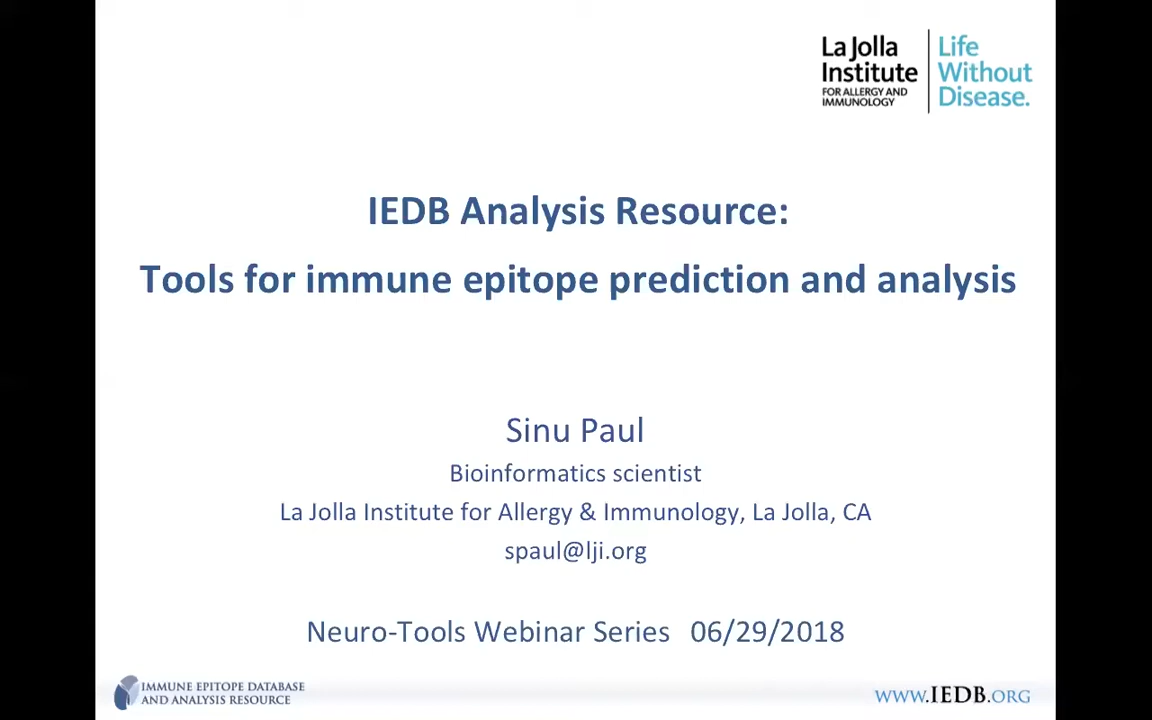 La Jolla
Institute
FOR ALLERGY AND
IMMUNOLOGY
Life
Without
Disease.
IEDB Analysis Resource:
Tools for immune epitope prediction and analysis
Sinu Paul
Bioinformatics scientist
La Jolla Institute for Allergy & Immunology, La Jolla, CA
spaul@lji.org
Neuro-Tools Webinar Series 06/29/2018
IMMUNE EPITOPE DATABASE
AND ANALYSIS RESOURCE
WWW.IEDB.ORG